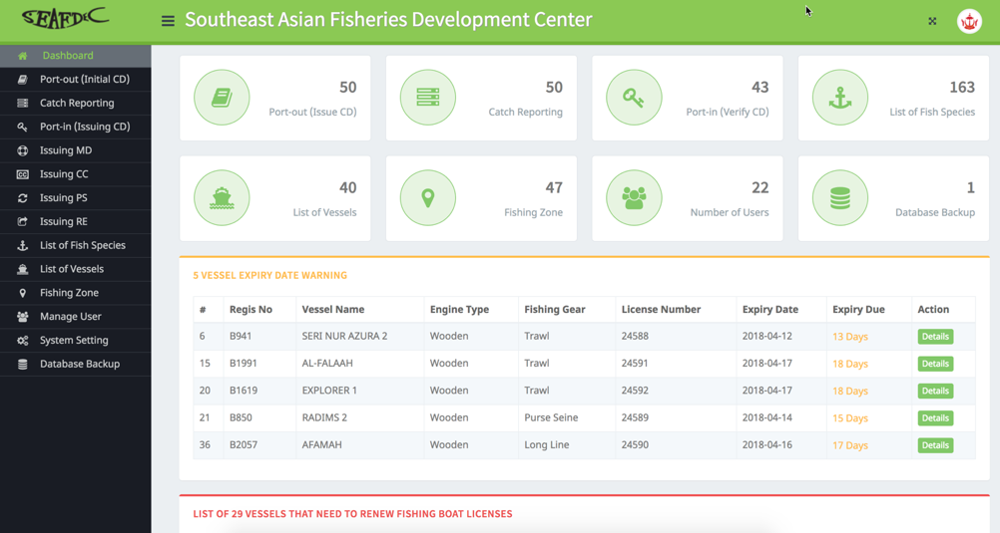 SEAFDEC
Southeast Asian Fisheries Development Center
Dashboard
Port-out (Initial CD)
Catch Reporting
Port-in (Issuing CD)
Issuing MD
Issuing CC
Issuing PS
Issuing RE
List of Fish Species
List of Vessels
Fishing Zone
Manage User
System Setting
Database Backup
50
Port-out (Issue CD)
50
Catch Reporting
43
Port-in (Verify CD)
163
List of Fish Species
40
List of Vessels
47
Fishing Zone
22
Number of Users
1
Database Backup
5 VESSEL EXPIRY DATE WARNING
# Regis No Vessel Name Engine Type Fishing Gear License Number Expiry Date Expiry Due Action
6 B941 SERI NUR AZURA 2 Wooden Trawl 24588 2018-04-12 13 Days Details
15 B1991 AL-FALAAH Wooden Trawl 24591 2018-04-17 18 Days Details
20 B1619 EXPLORER 1 Wooden Trawl 24592 2018-04-17 18 Days Details
21 B850 RADIMS 2 Wooden Purse Seine 24589 2018-04-14 15 Days Details
36 B2057 AFAMAH Wooden Long Line 24590 2018-04-16 17 Days Details
LIST OF 29 VESSELS THAT NEED TO RENEW FISHING BOAT LICENSES